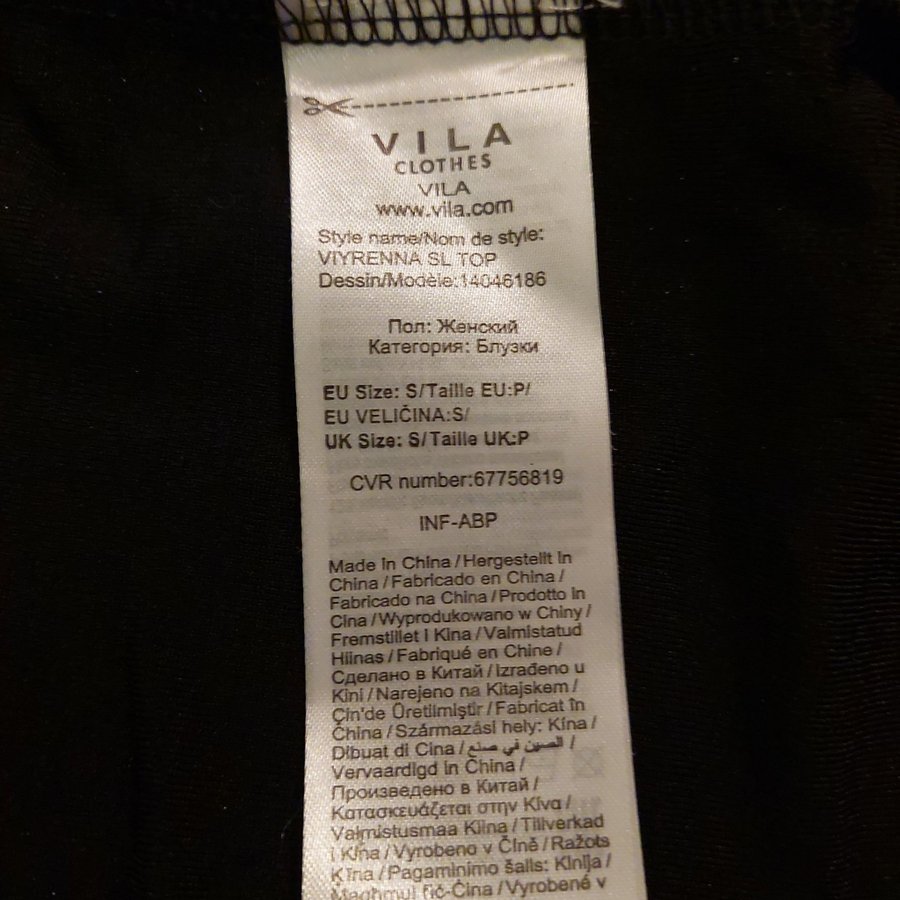 VILA
CLOTHES
VILA
www.vila.com
Style name/Nom de style:
VIYRENNA SL TOP
Dessin/Modèle:14046186
Пол: Женский
Категория: Блузки
EU Size: S/Taille EU:P/
EU VELIČINA:S/
UK Size: S/Taille UK:P
CVR number:67756819
INF-ABP
Made in China/Hergestellt in
China/Fabricado en China/
Fabricado na China/Prodotto in
Cina/Wyprodukowano w Chiny/
Fremstillet i Kina/Valmistatud
Hiinas/Fabriqué en Chine/
Сделано в Китай/Izrađeno u
Kini/Narejeno na Kitajskem/
Çin'de Üretilmiştir/Fabricat în
China/Származási hely: Kína/
Dibuat di Cina/الصين في صنع/
Vervaardigd in China/
Произведено в Китай/
Κατασκευάζεται στην Κίνα/
Valmistusmaa Kiina/Tillverkad
i Kina/Vyrobeno v Číně/Ražots
Ķīna/Pagaminimo šalis: Kinija/
Magħmul fiċ-Ċina/Vyrobené v